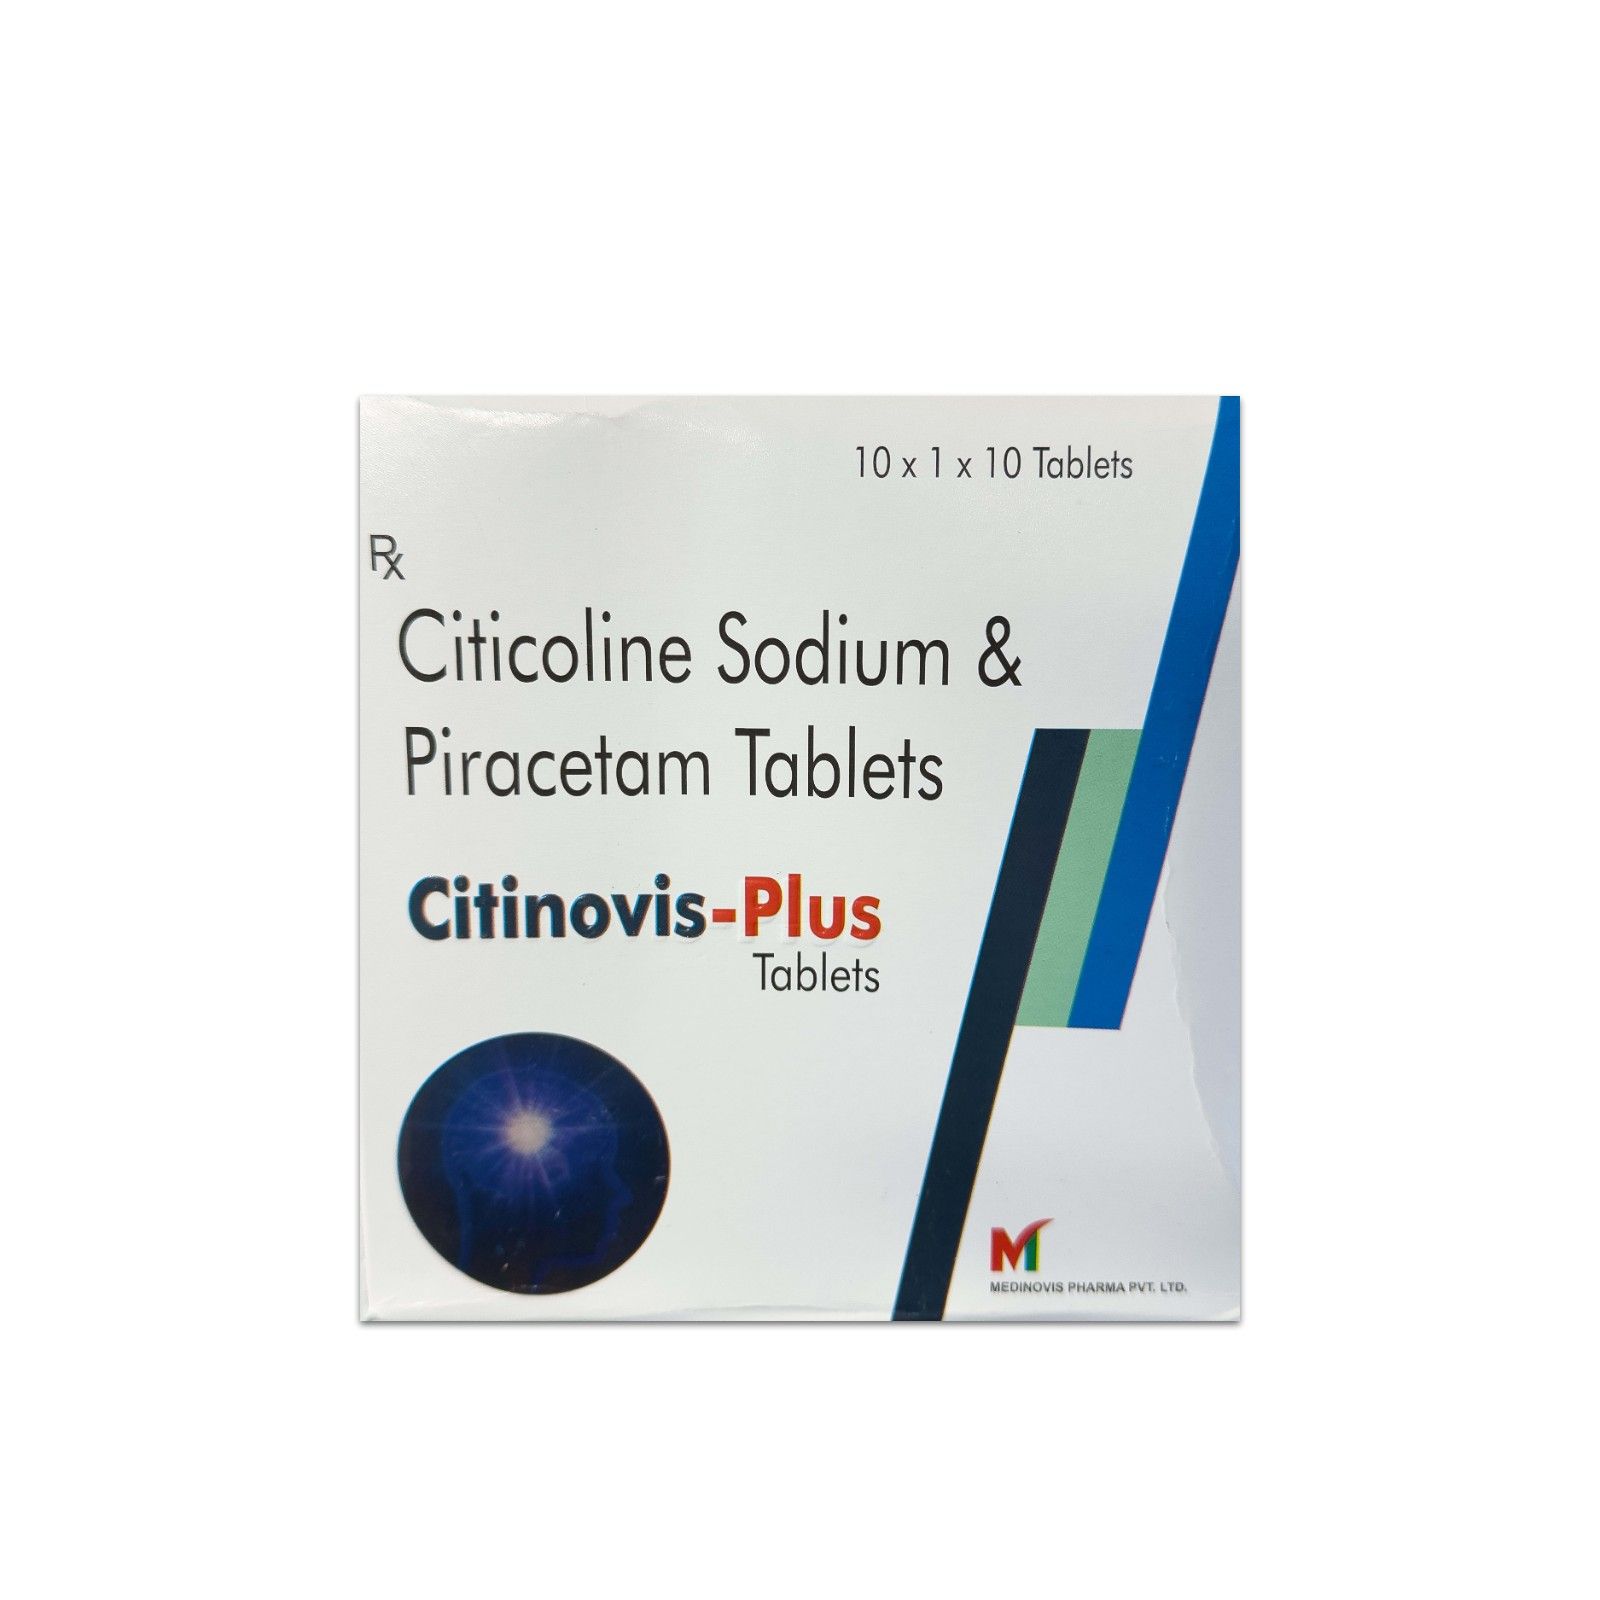 10 x 1 x 10 Tablets
Rx
Citicoline Sodium &
Piracetam Tablets
Citinovis-Plus
Tablets
M
MEDINOVIS PHARMA PVT. LTD.